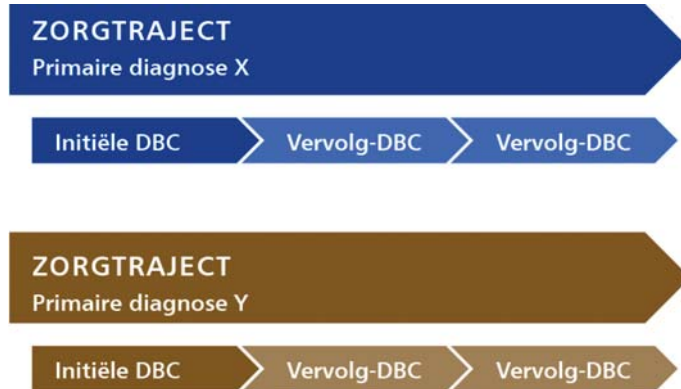 ZORGTRAJECT
Primaire diagnose X
Initiële DBC Vervolg-DBC Vervolg-DBC
ZORGTRAJECT
Primaire diagnose Y
Initiële DBC Vervolg-DBC Vervolg-DBC